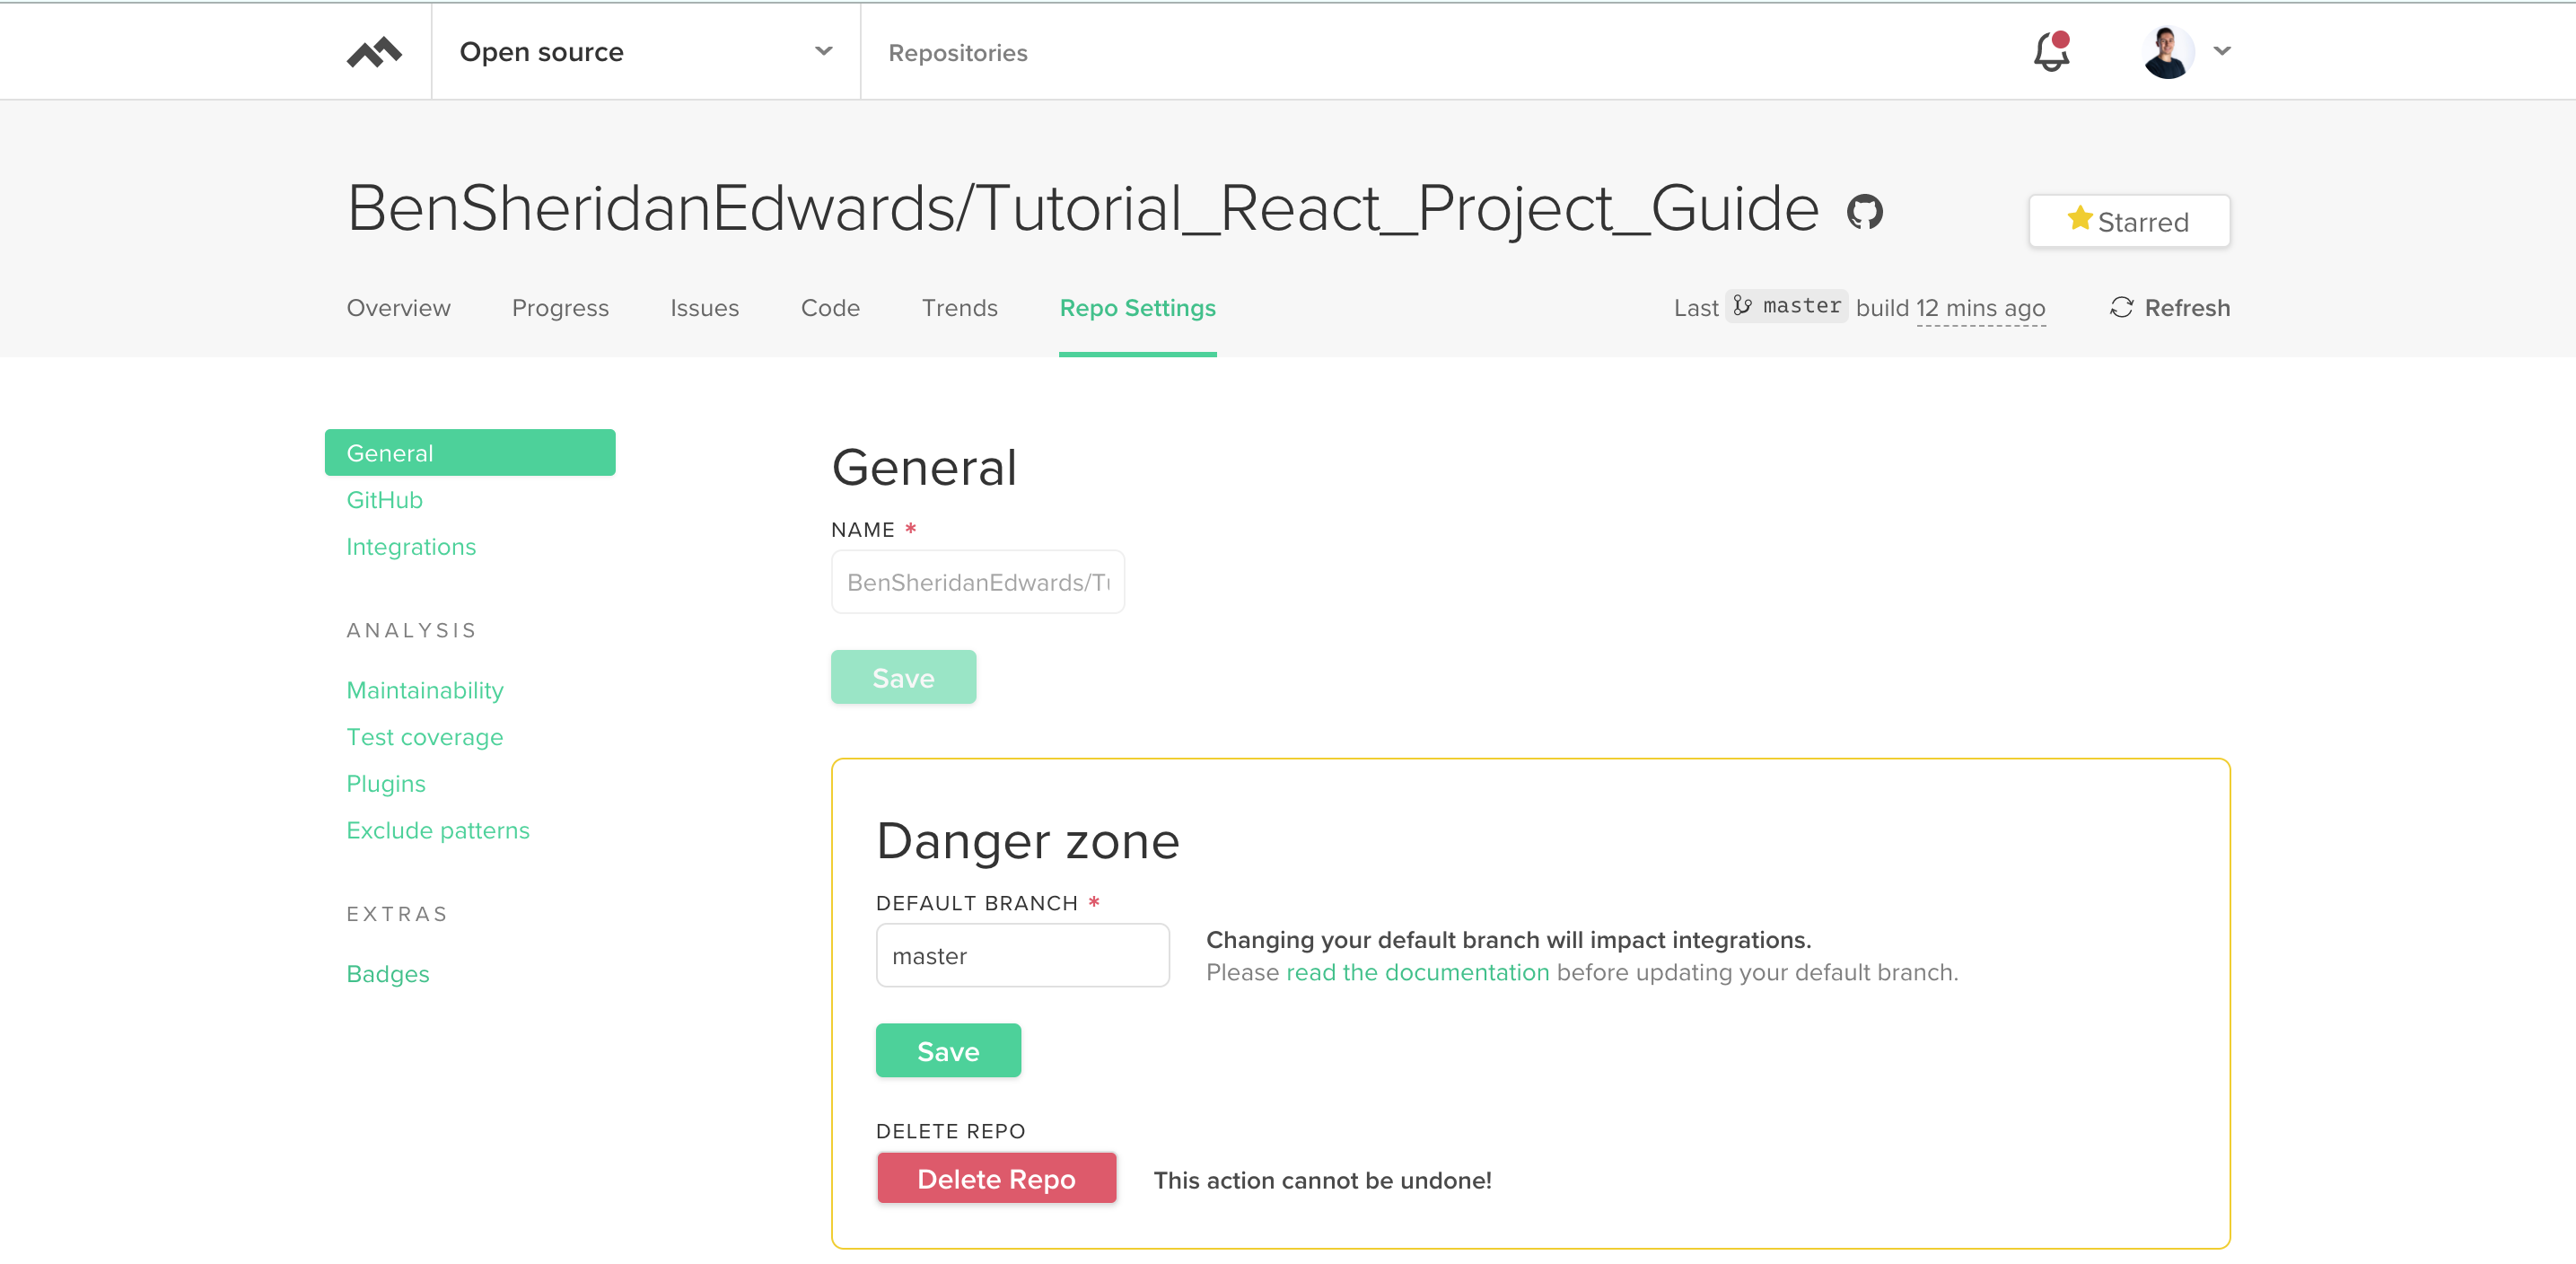 Open source
Repositories
BenSheridanEdwards/Tutorial_React_Project_Guide
Starred
Overview
Progress
Issues
Code
Trends
Repo Settings
Last master build 12 mins ago
Refresh
General
GitHub
Integrations
ANALYSIS
Maintainability
Test coverage
Plugins
Exclude patterns
EXTRAS
Badges
General
NAME *
BenSheridanEdwards/Tu
Save
Danger zone
DEFAULT BRANCH *
master
Changing your default branch will impact integrations.
Please read the documentation before updating your default branch.
Save
DELETE REPO
Delete Repo
This action cannot be undone!